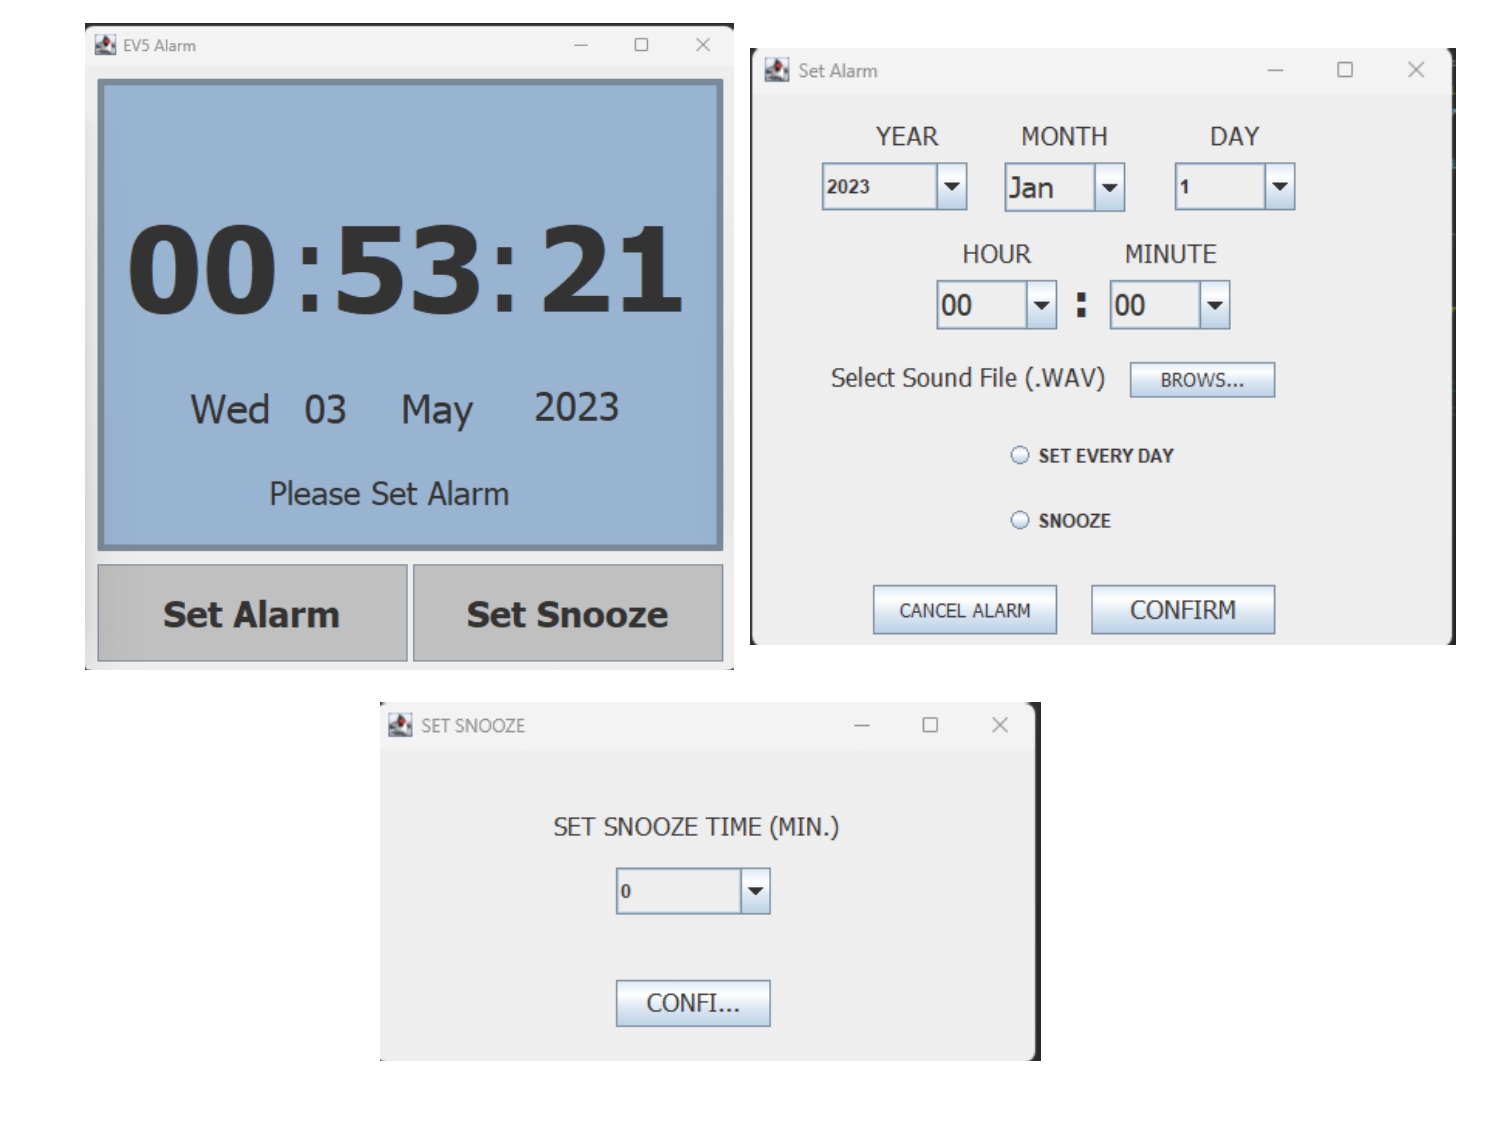 EV5 Alarm
00:53:21
Wed 03 May 2023
Please Set Alarm
Set Alarm Set Snooze
Set Alarm
YEAR MONTH DAY
2023 Jan 1
HOUR MINUTE
00 : 00
Select Sound File (.WAV) BROWS...
SET EVERY DAY
SNOOZE
CANCEL ALARM CONFIRM
SET SNOOZE
SET SNOOZE TIME (MIN.)
0
CONFI...